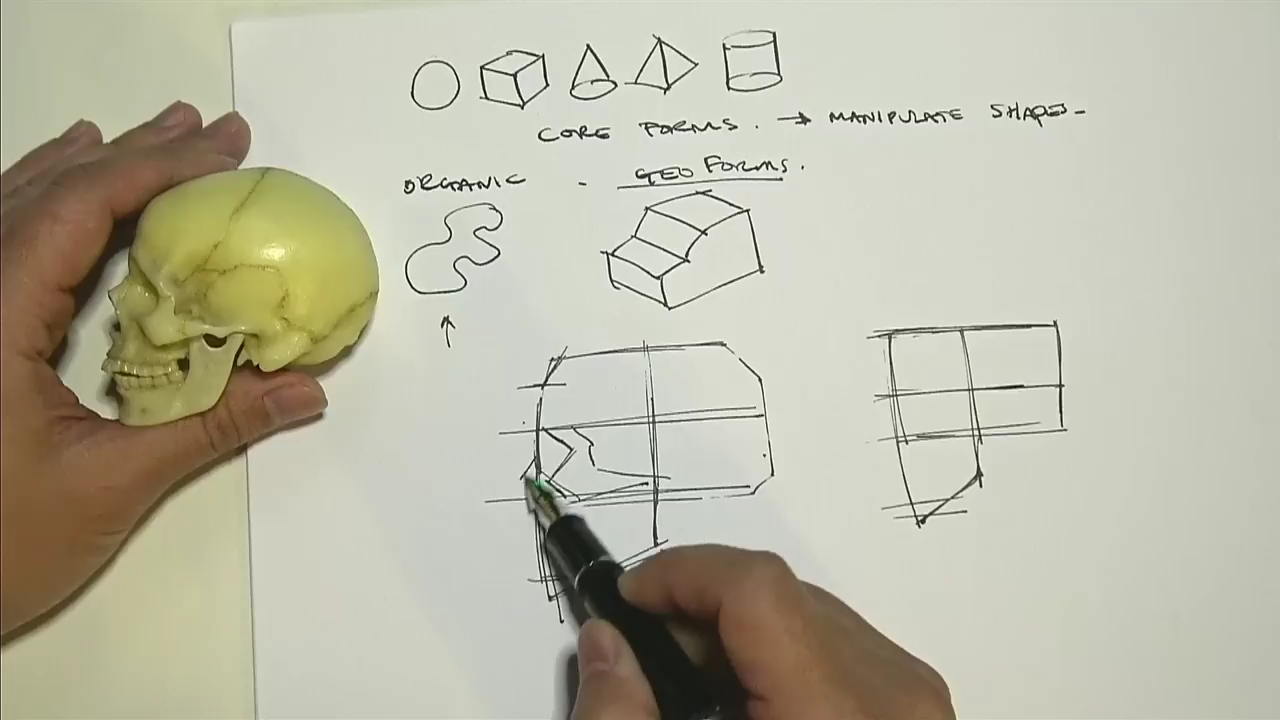 CORE FORMS. → MANIPULATE SHAPES-
ORGANIC - GEO FORMS.